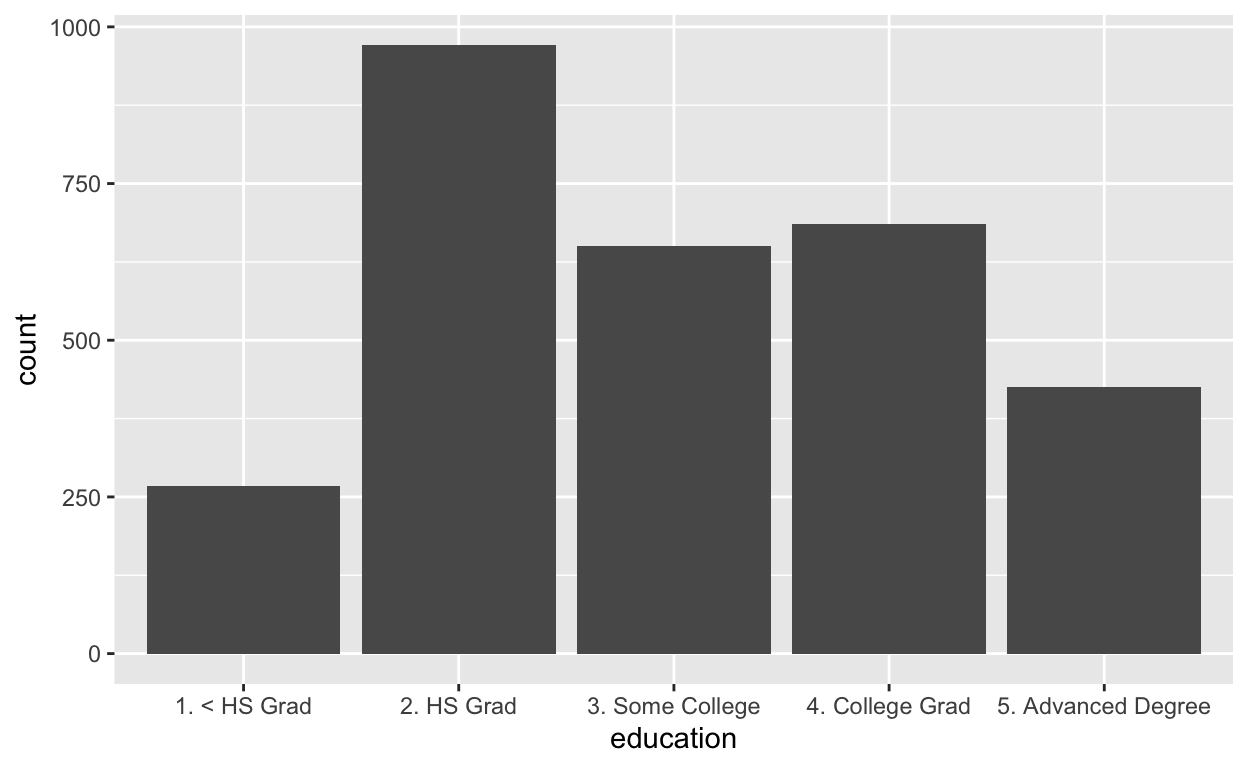 1000
750
500
250
0
count
1. < HS Grad 2. HS Grad 3. Some College 4. College Grad 5. Advanced Degree
education